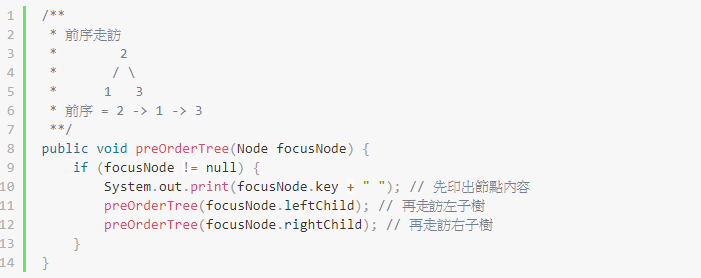 1 /**
2  * 前序走訪
3  *        2
4  *       / \
5  *      1   3
6  * 前序 = 2 -> 1 -> 3
7  **/
8 public void preOrderTree(Node focusNode) {
9     if (focusNode != null) {
10         System.out.print(focusNode.key + " "); // 先印出節點內容
11         preOrderTree(focusNode.leftChild); // 再走訪左子樹
12         preOrderTree(focusNode.rightChild); // 再走訪右子樹
13     }
14 }